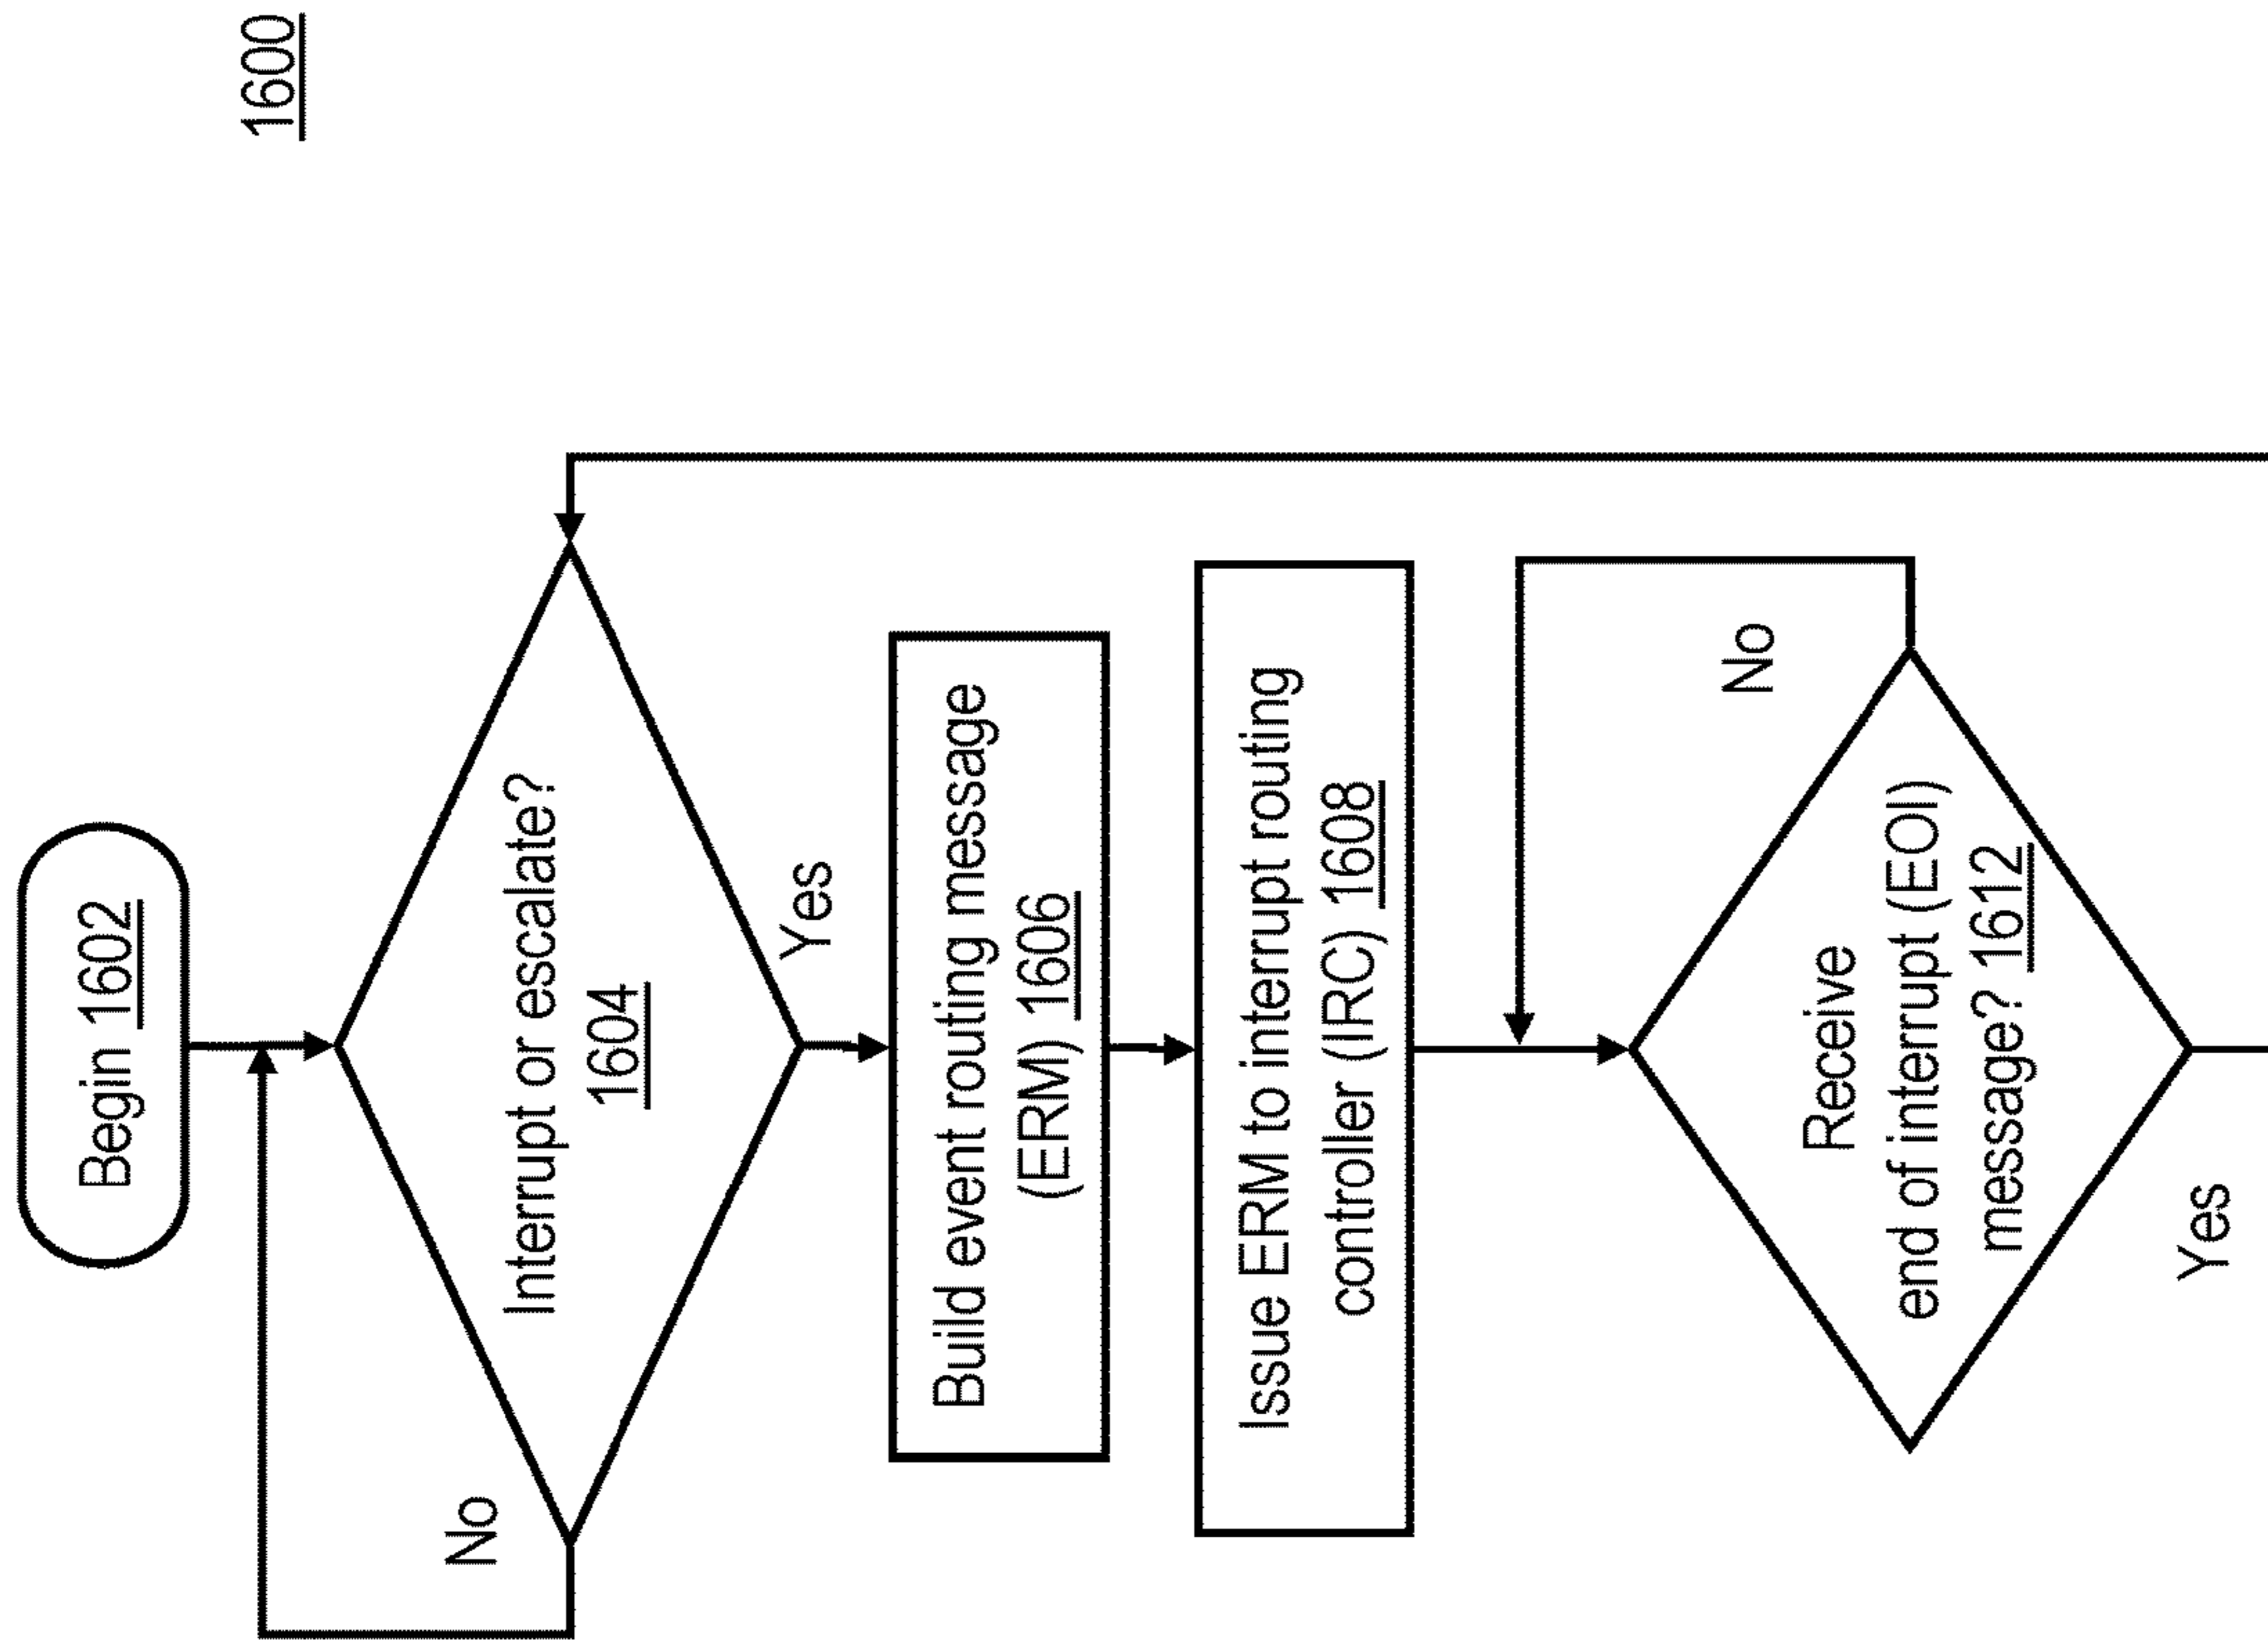 1600
Begin 1602
Interrupt or escalate?
1604
No
Yes
Build event routing message
(ERM) 1606
Issue ERM to interrupt routing
controller (IRC) 1608
No
Receive
end of interrupt (EOI)
message? 1612
Yes